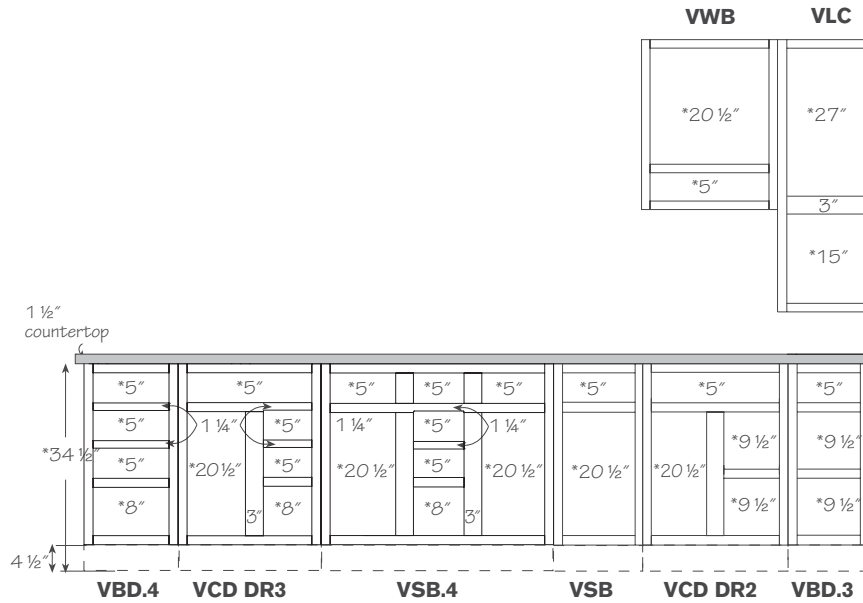 VWB VLC
*20 ½" *27"
*5"
3"
*15"
1 ½"
countertop
*5" *5" *5" *5" *5" *5" *5" *5"
*5" 1 ¼" *5" 1 ¼" 1 ¼"
*9 ½" *9 ½"
*34 ½"
*5" *20 ½" *5" *20 ½" *5" *20 ½" *20 ½" *20 ½"
*8" 3" *8" *8" 3" *9 ½" *9 ½"
4 ½"
VBD.4 VCD DR3 VSB.4 VSB VCD DR2 VBD.3